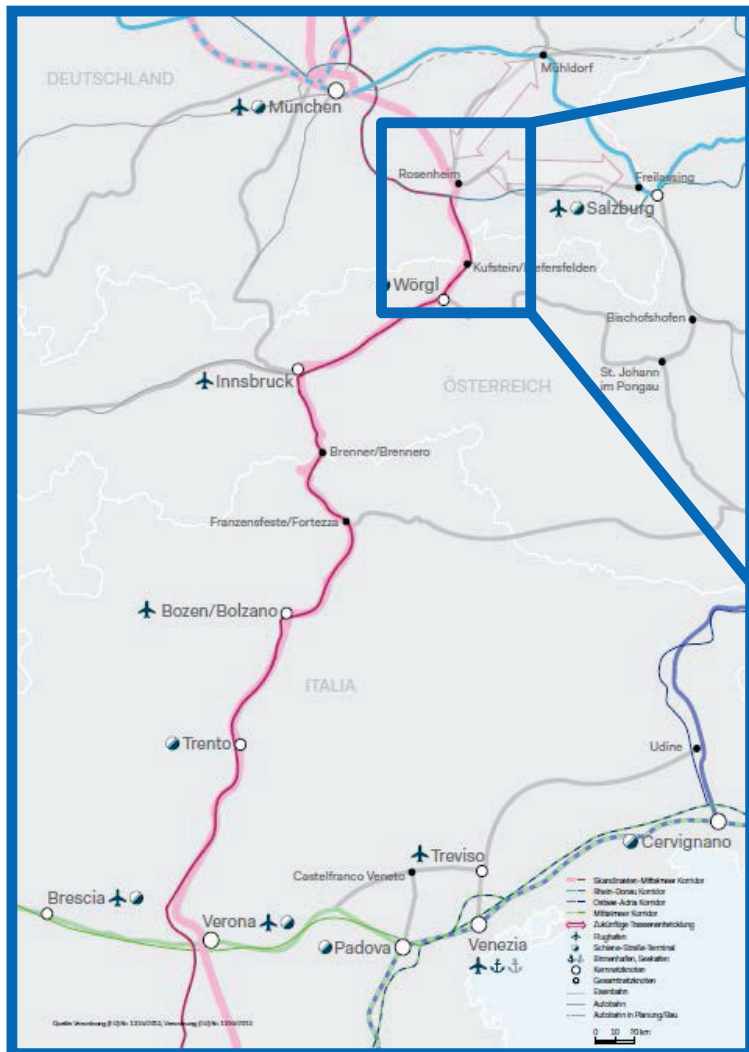 DEUTSCHLAND
Mühldorf
München
Rosenheim
Freilassing
Salzburg
Kufstein/Kiefersfelden
Wörgl
Bischofshofen
Innsbruck
St. Johann
im Pongau
ÖSTERREICH
Brenner/Brennero
Franzensfeste/Fortezza
Bozen/Bolzano
ITALIA
Trento
Udine
Cervignano
Treviso
Castelfranco Veneto
Brescia
Verona
Padova
Venezia
Skandinavien-Mittelmeer Korridor
Rhein-Donau Korridor
Ostsee-Adria Korridor
Mittelmeer Korridor
Zukünftige Trassenentwicklung
Flughafen
Schiene-Straße-Terminal
Binnenhafen, Seehafen
Kernnetzknoten
Gesamtnetzknoten
Eisenbahn
Autobahn
Autobahn in Planung/Bau
0 10 20 km